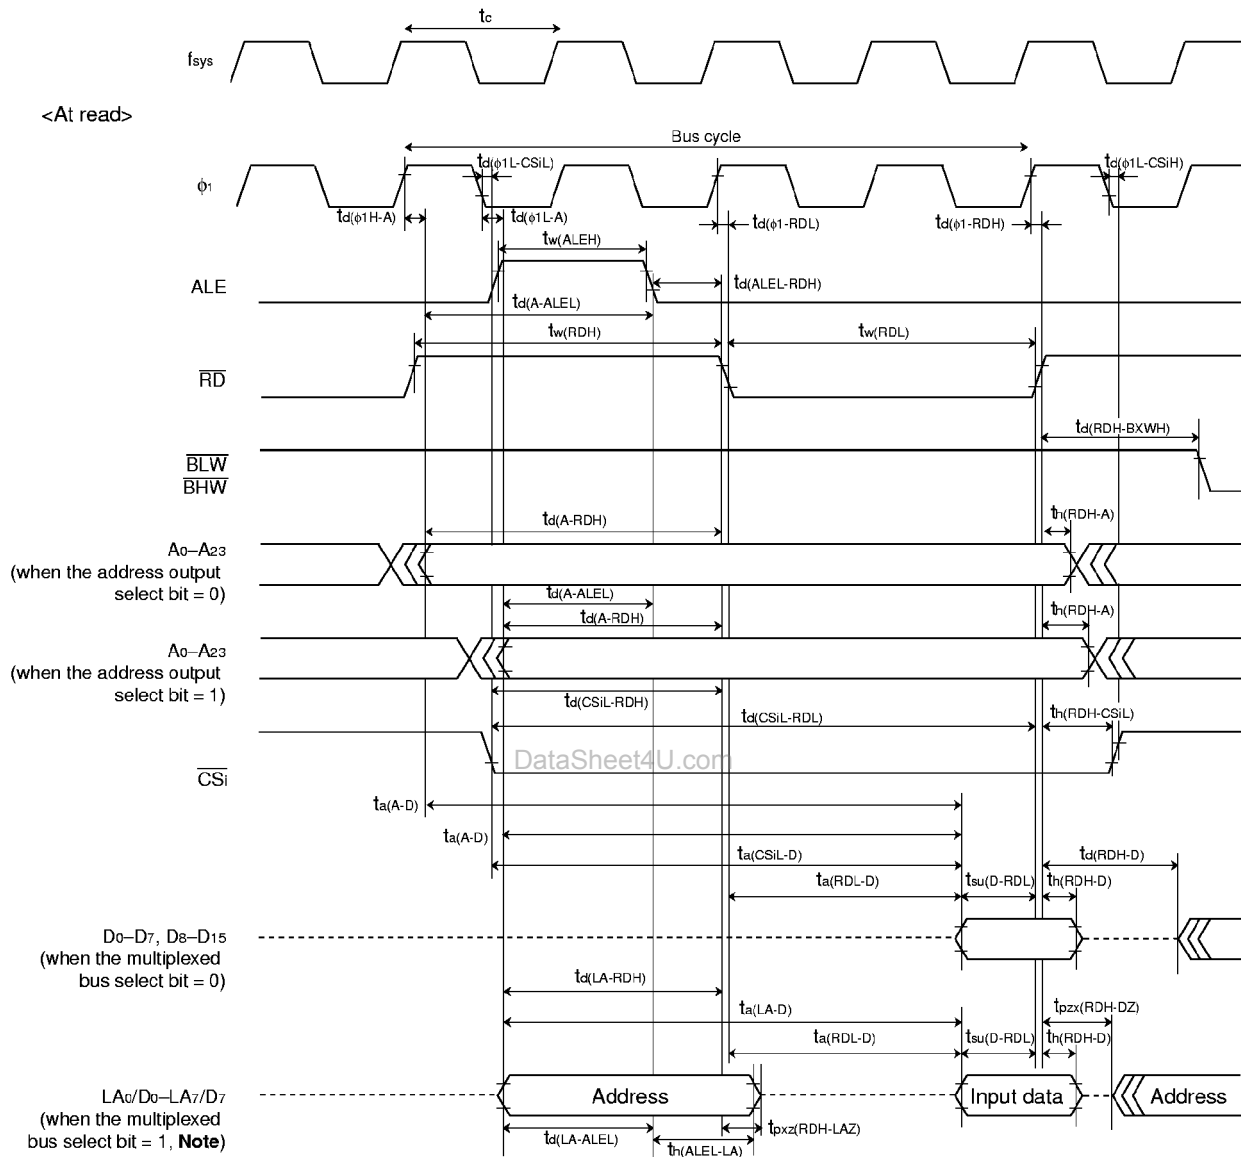 tc
fsys
<At read>
Bus cycle
td(ϕ1L-CSiL)
td(ϕ1L-CSiH)
ϕ1
td(ϕ1H-A)
td(ϕ1L-A)
td(ϕ1-RDL)
td(ϕ1-RDH)
tw(ALEH)
ALE
td(ALEL-RDH)
td(A-ALEL)
tw(RDH)
tw(RDL)
RD
td(RDH-BXWH)
BLW
BHW
td(A-RDH)
th(RDH-A)
A0–A23
(when the address output
select bit = 0)
td(A-ALEL)
td(A-RDH)
th(RDH-A)
A0–A23
(when the address output
select bit = 1)
td(CSiL-RDH)
td(CSiL-RDL)
th(RDH-CSiL)
DataSheet4U.com
CSi
ta(A-D)
ta(A-D)
ta(CSiL-D)
td(RDH-D)
ta(RDL-D)
tsu(D-RDL)
th(RDH-D)
D0–D7, D8–D15
(when the multiplexed
bus select bit = 0)
td(LA-RDH)
ta(LA-D)
tpzx(RDH-DZ)
ta(RDL-D)
tsu(D-RDL)
th(RDH-D)
LA0/D0–LA7/D7
Address
Input data
Address
(when the multiplexed
bus select bit = 1, Note)
td(LA-ALEL)
th(ALEL-LA)
tpxz(RDH-LAZ)